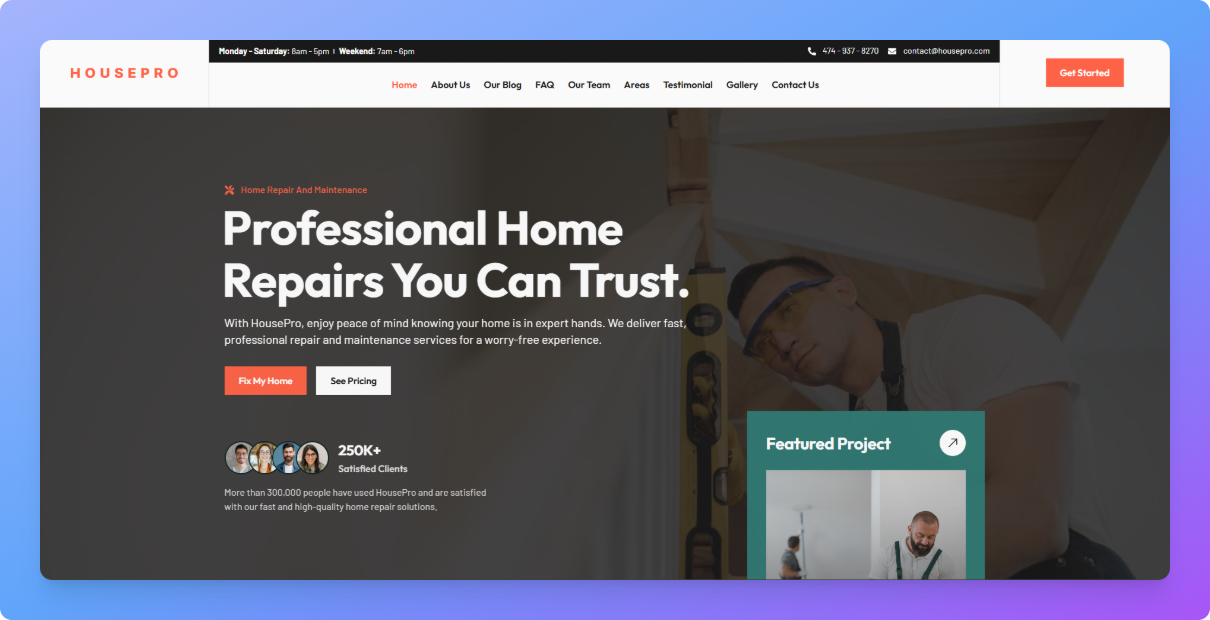 HOUSEPRO
Monday - Saturday: 8am - 5pm | Weekend: 7am - 6pm
474 - 937 - 8270
contact@housepro.com
Get Started
Home About Us Our Blog FAQ Our Team Areas Testimonial Gallery Contact Us
Home Repair And Maintenance
Professional Home
Repairs You Can Trust.
With HousePro, enjoy peace of mind knowing your home is in expert hands. We deliver fast,
professional repair and maintenance services for a worry-free experience.
Fix My Home
See Pricing
250K+
Satisfied Clients
More than 300,000 people have used HousePro and are satisfied
with our fast and high-quality home repair solutions.
Featured Project